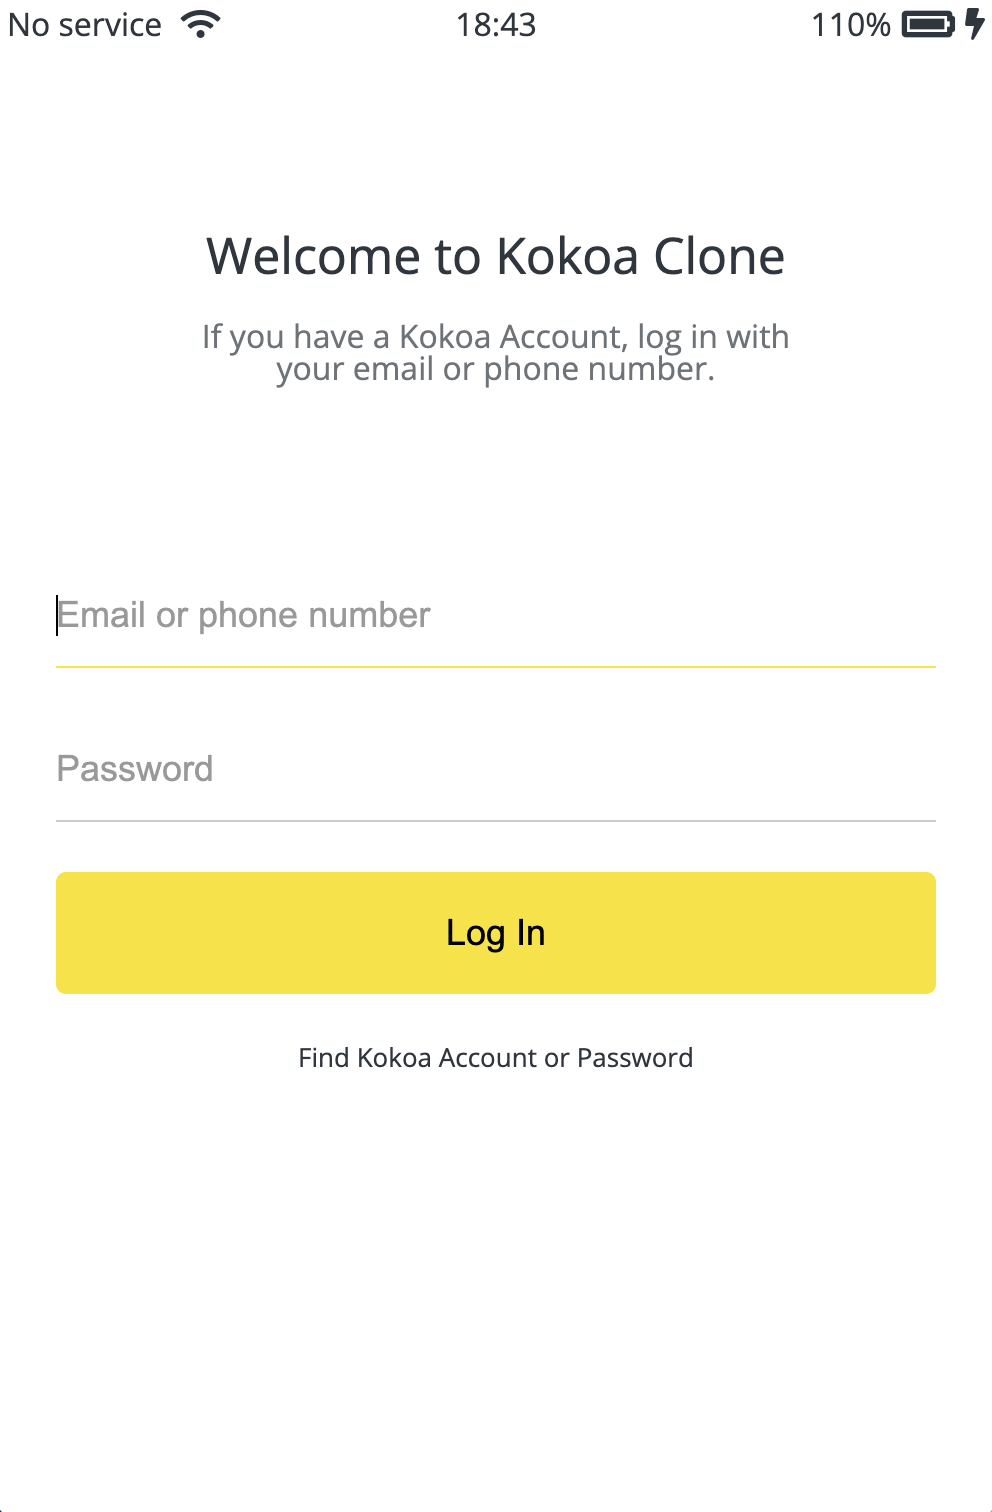 No service 18:43 110%
Welcome to Kokoa Clone
If you have a Kokoa Account, log in with
your email or phone number.
Email or phone number
Password
Log In
Find Kokoa Account or Password